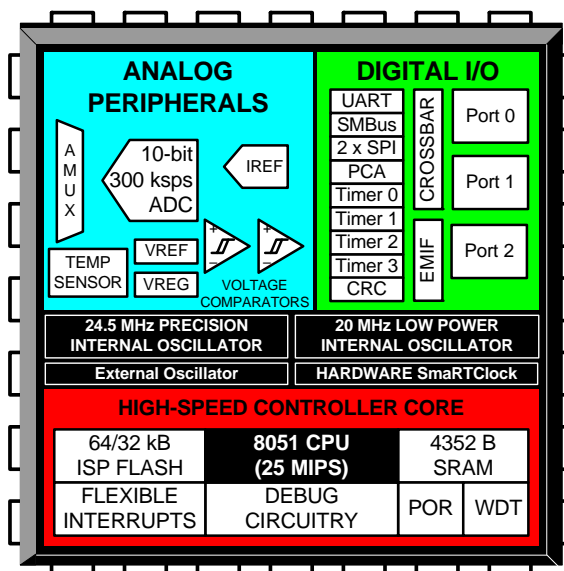 ANALOG
PERIPHERALS
A
M
U
X
10-bit
300 ksps
ADC
IREF
TEMP
SENSOR
VREF
VREG
+
–
+
–
VOLTAGE
COMPARATORS
DIGITAL I/O
UART
SMBus
2 x SPI
PCA
Timer 0
Timer 1
Timer 2
Timer 3
CRC
CROSSBAR
EMIF
Port 0
Port 1
Port 2
24.5 MHz PRECISION
INTERNAL OSCILLATOR
20 MHz LOW POWER
INTERNAL OSCILLATOR
External Oscillator
HARDWARE SmaRTClock
HIGH-SPEED CONTROLLER CORE
64/32 kB
ISP FLASH
8051 CPU
(25 MIPS)
4352 B
SRAM
FLEXIBLE
INTERRUPTS
DEBUG
CIRCUITRY
POR
WDT